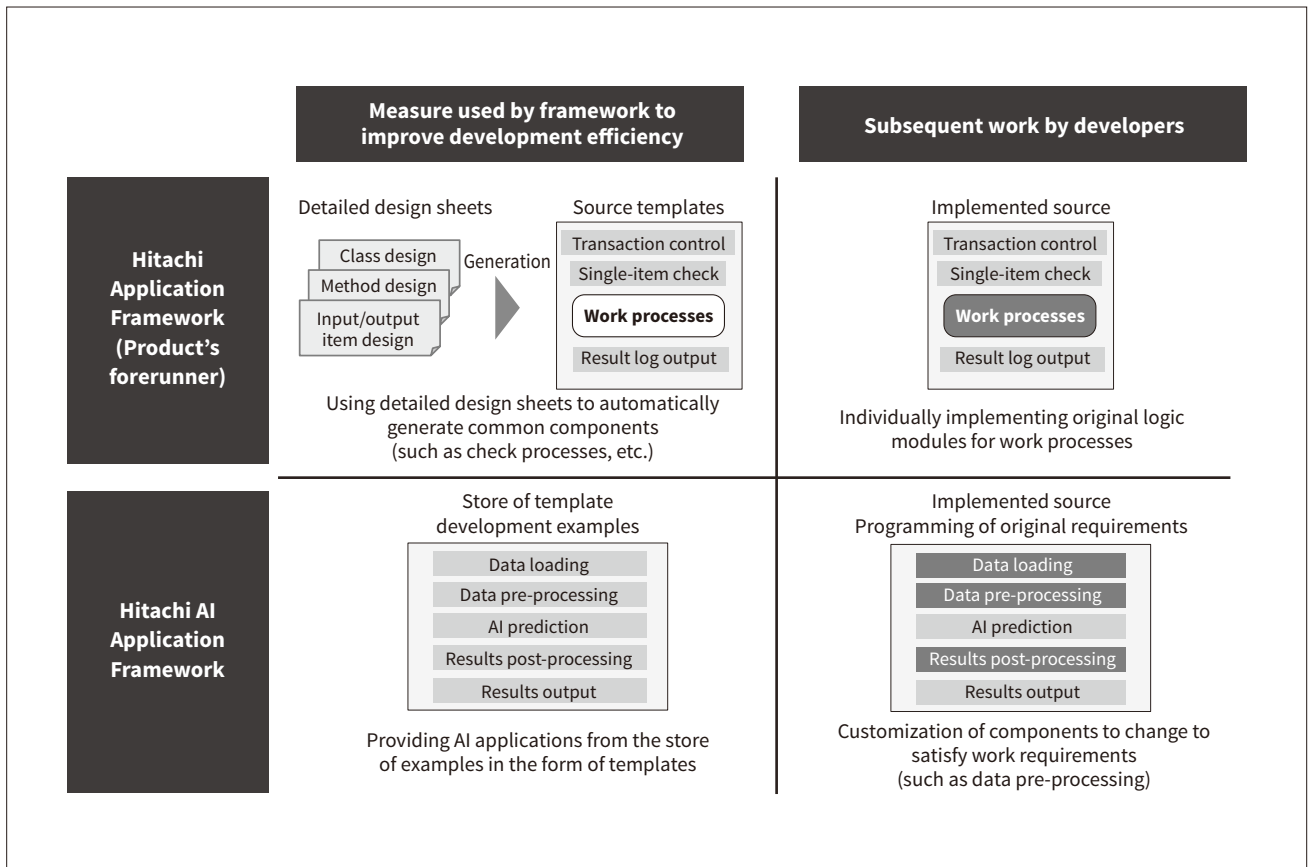 Measure used by framework to
improve development efficiency
Subsequent work by developers
Hitachi
Application
Framework
(Product’s
forerunner)
Detailed design sheets
Class design
Method design
Input/output
item design
Generation
Source templates
Transaction control
Single-item check
Work processes
Result log output
Using detailed design sheets to automatically
generate common components
(such as check processes, etc.)
Implemented source
Transaction control
Single-item check
Work processes
Result log output
Individually implementing original logic
modules for work processes
Hitachi AI
Application
Framework
Store of template
development examples
Data loading
Data pre-processing
AI prediction
Results post-processing
Results output
Providing AI applications from the store
of examples in the form of templates
Implemented source
Programming of original requirements
Data loading
Data pre-processing
AI prediction
Results post-processing
Results output
Customization of components to change to
satisfy work requirements
(such as data pre-processing)